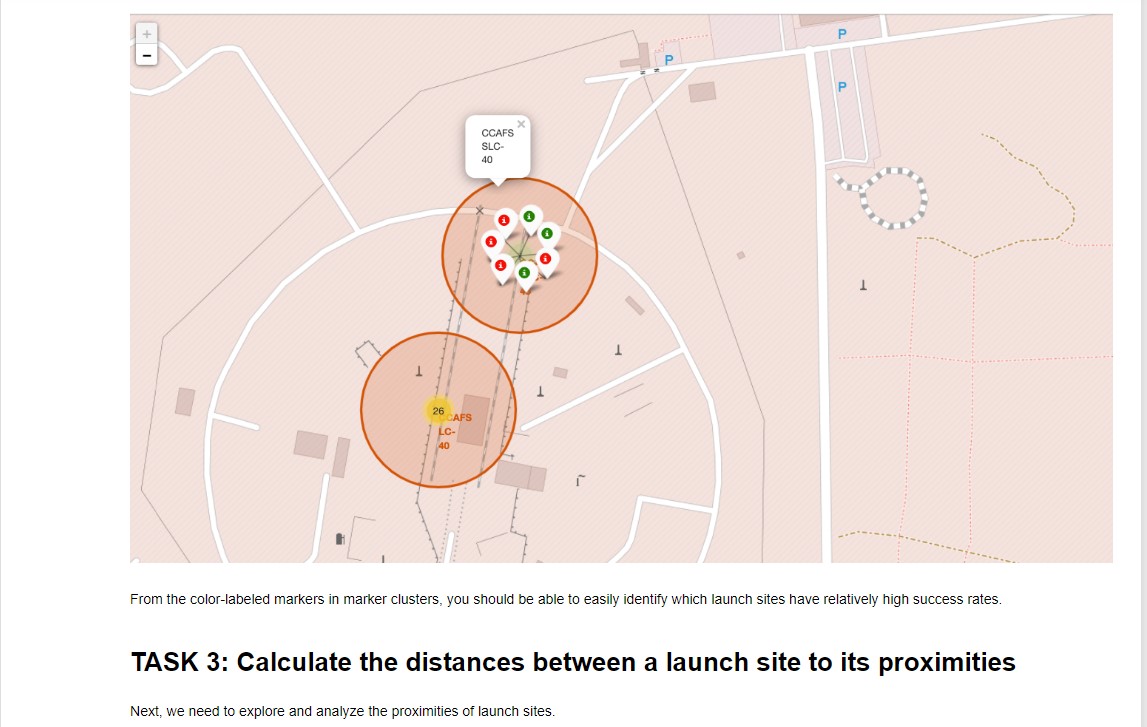 +
−
P
P
P
×
CCAFS
SLC-
40
26
CAFS
LC-
40
From the color-labeled markers in marker clusters, you should be able to easily identify which launch sites have relatively high success rates.
TASK 3: Calculate the distances between a launch site to its proximities
Next, we need to explore and analyze the proximities of launch sites.